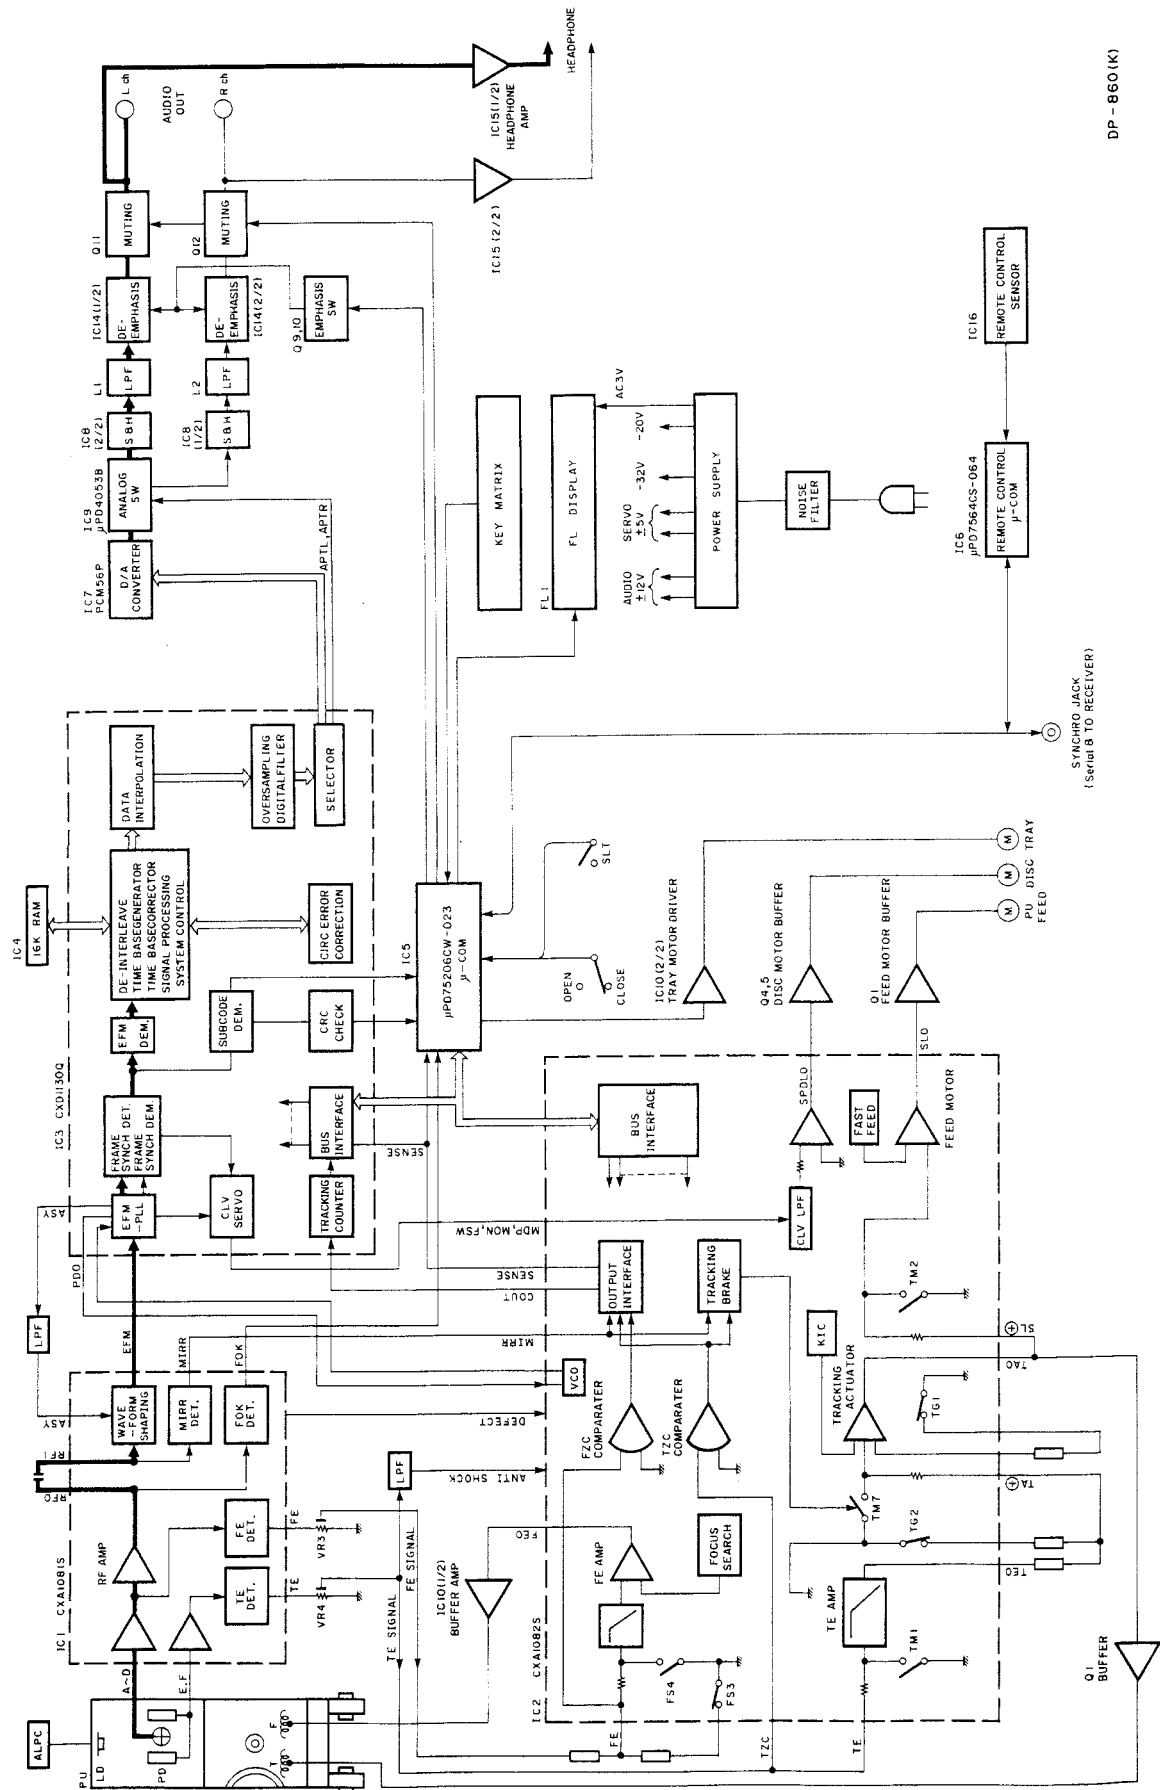 ALPC
PU
LD
PD
A~D
E,F
T
F
IC1 CXA1081S
RF AMP
TE
DET.
FE
DET.
TE
FE
VR4
VR3
RFO
RFI
ASY
WAVE
-FORM
SHAPING
MIRR
DET.
FOK
DET.
LPF
EFM
MIRR
FOK
PDO
ASY
DEFECT
LPF
ANTI SHOCK
TE SIGNAL
FE SIGNAL
IC3 CXD1130Q
EFM
-PLL
FRAME
SYNCH DET.
FRAME
SYNCH DEM.
CLV
SERVO
TRACKING
COUNTER
BUS
INTERFACE
SENSE
EFM
DEM.
SUBCODE
DEM.
CRC
CHECK
IC4
16K RAM
DE-INTERLEAVE
TIME BASEGENERATOR
TIME BASECORRECTOR
SIGNAL PROCESSING
SYSTEM CONTROL
CIRC ERROR
CORRECTION
DATA
INTERPOLATION
OVERSAMPLING
DIGITALFILTER
SELECTOR
IC7
PCM56P
D/A
CONVERTER
IC9
μPD4053B
ANALOG
SW
APTL,APTR
IC8
(2/2)
S&H
IC8
(1/2)
S&H
L1
LPF
L2
LPF
IC14(1/2)
DE-
EMPHASIS
DE-
EMPHASIS
IC14(2/2)
Q9,10
EMPHASIS
SW
Q11
MUTING
Q12
MUTING
L ch
AUDIO
OUT
R ch
IC15(1/2)
HEADPHONE
AMP
IC15(2/2)
HEADPHONE
IC5
μPD75206CW-023
μ-COM
OPEN
CLOSE
SLT
KEY MATRIX
FL1
FL DISPLAY
AC3V
AUDIO
±12V
SERVO
±5V
-32V
-20V
POWER SUPPLY
NOISE
FILTER
IC6
μPD7564CS-064
REMOTE CONTROL
μ-COM
IC16
REMOTE CONTROL
SENSOR
SYNCHRO JACK
(Serial 8 TO RECEIVER)
IC10(2/2)
TRAY MOTOR DRIVER
Q4,5
DISC MOTOR BUFFER
Q1
FEED MOTOR BUFFER
M
TRAY
M
DISC
M
PU
FEED
IC10(1/2)
BUFFER AMP
IC2 CXA1082S
FEO
FE AMP
FOCUS
SEARCH
FS4
FS3
FE
TZC
TE
TE AMP
TM1
TEO
TG2
TM7
TA⊕
TG1
TRACKING
ACTUATOR
KIC
TAO
SL⊕
TM2
FZC
COMPARATER
TZC
COMPARATER
VCO
MIRR
COUT
SENSE
MDP,MON,FSW
OUTPUT
INTERFACE
TRACKING
BRAKE
BUS
INTERFACE
CLV LPF
SPDLO
FAST
FEED
SLO
FEED MOTOR
Q1
BUFFER
DP-860(K)